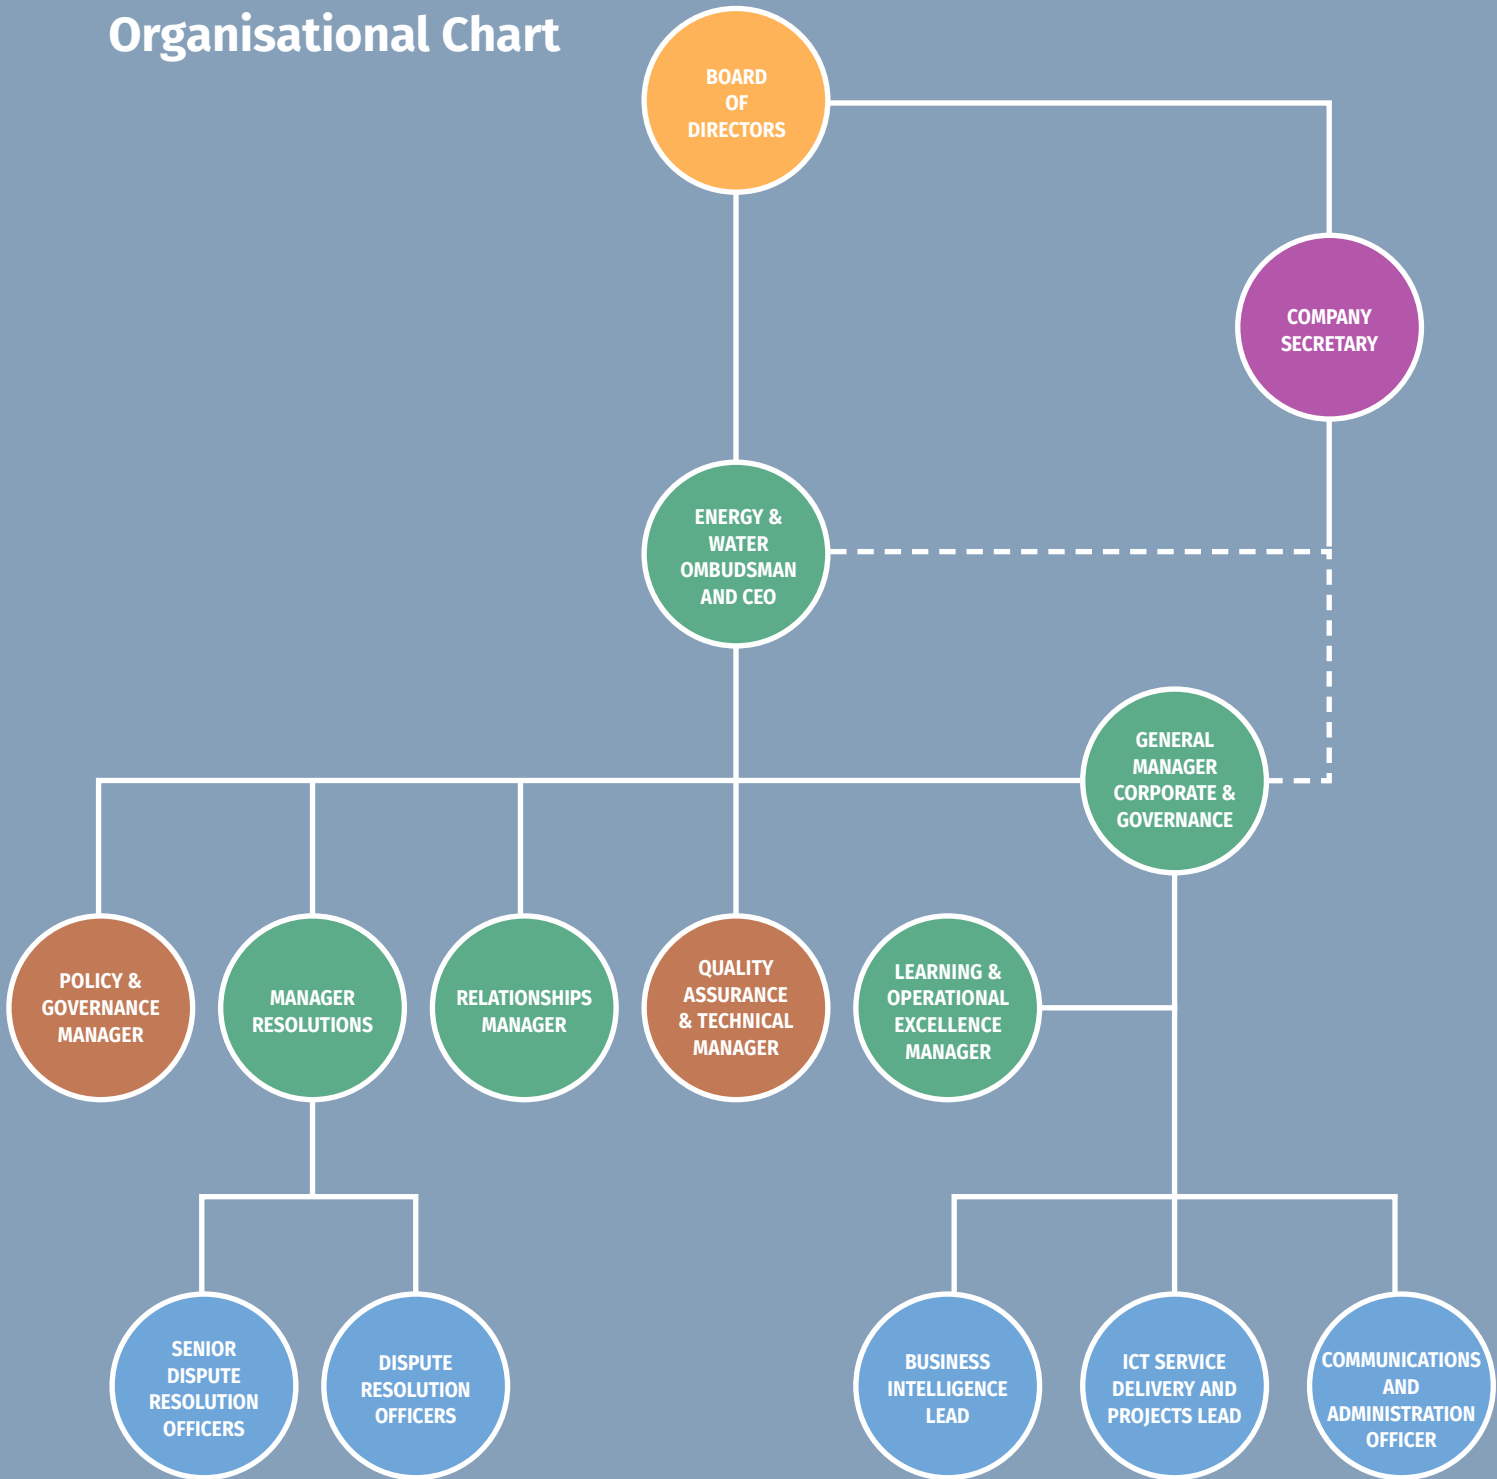 Organisational Chart
BOARD
OF
DIRECTORS
COMPANY
SECRETARY
ENERGY &
WATER
OMBUDSMAN
AND CEO
GENERAL
MANAGER
CORPORATE &
GOVERNANCE
POLICY &
GOVERNANCE
MANAGER
MANAGER
RESOLUTIONS
RELATIONSHIPS
MANAGER
QUALITY
ASSURANCE
& TECHNICAL
MANAGER
LEARNING &
OPERATIONAL
EXCELLENCE
MANAGER
SENIOR
DISPUTE
RESOLUTION
OFFICERS
DISPUTE
RESOLUTION
OFFICERS
BUSINESS
INTELLIGENCE
LEAD
ICT SERVICE
DELIVERY AND
PROJECTS LEAD
COMMUNICATIONS
AND
ADMINISTRATION
OFFICER